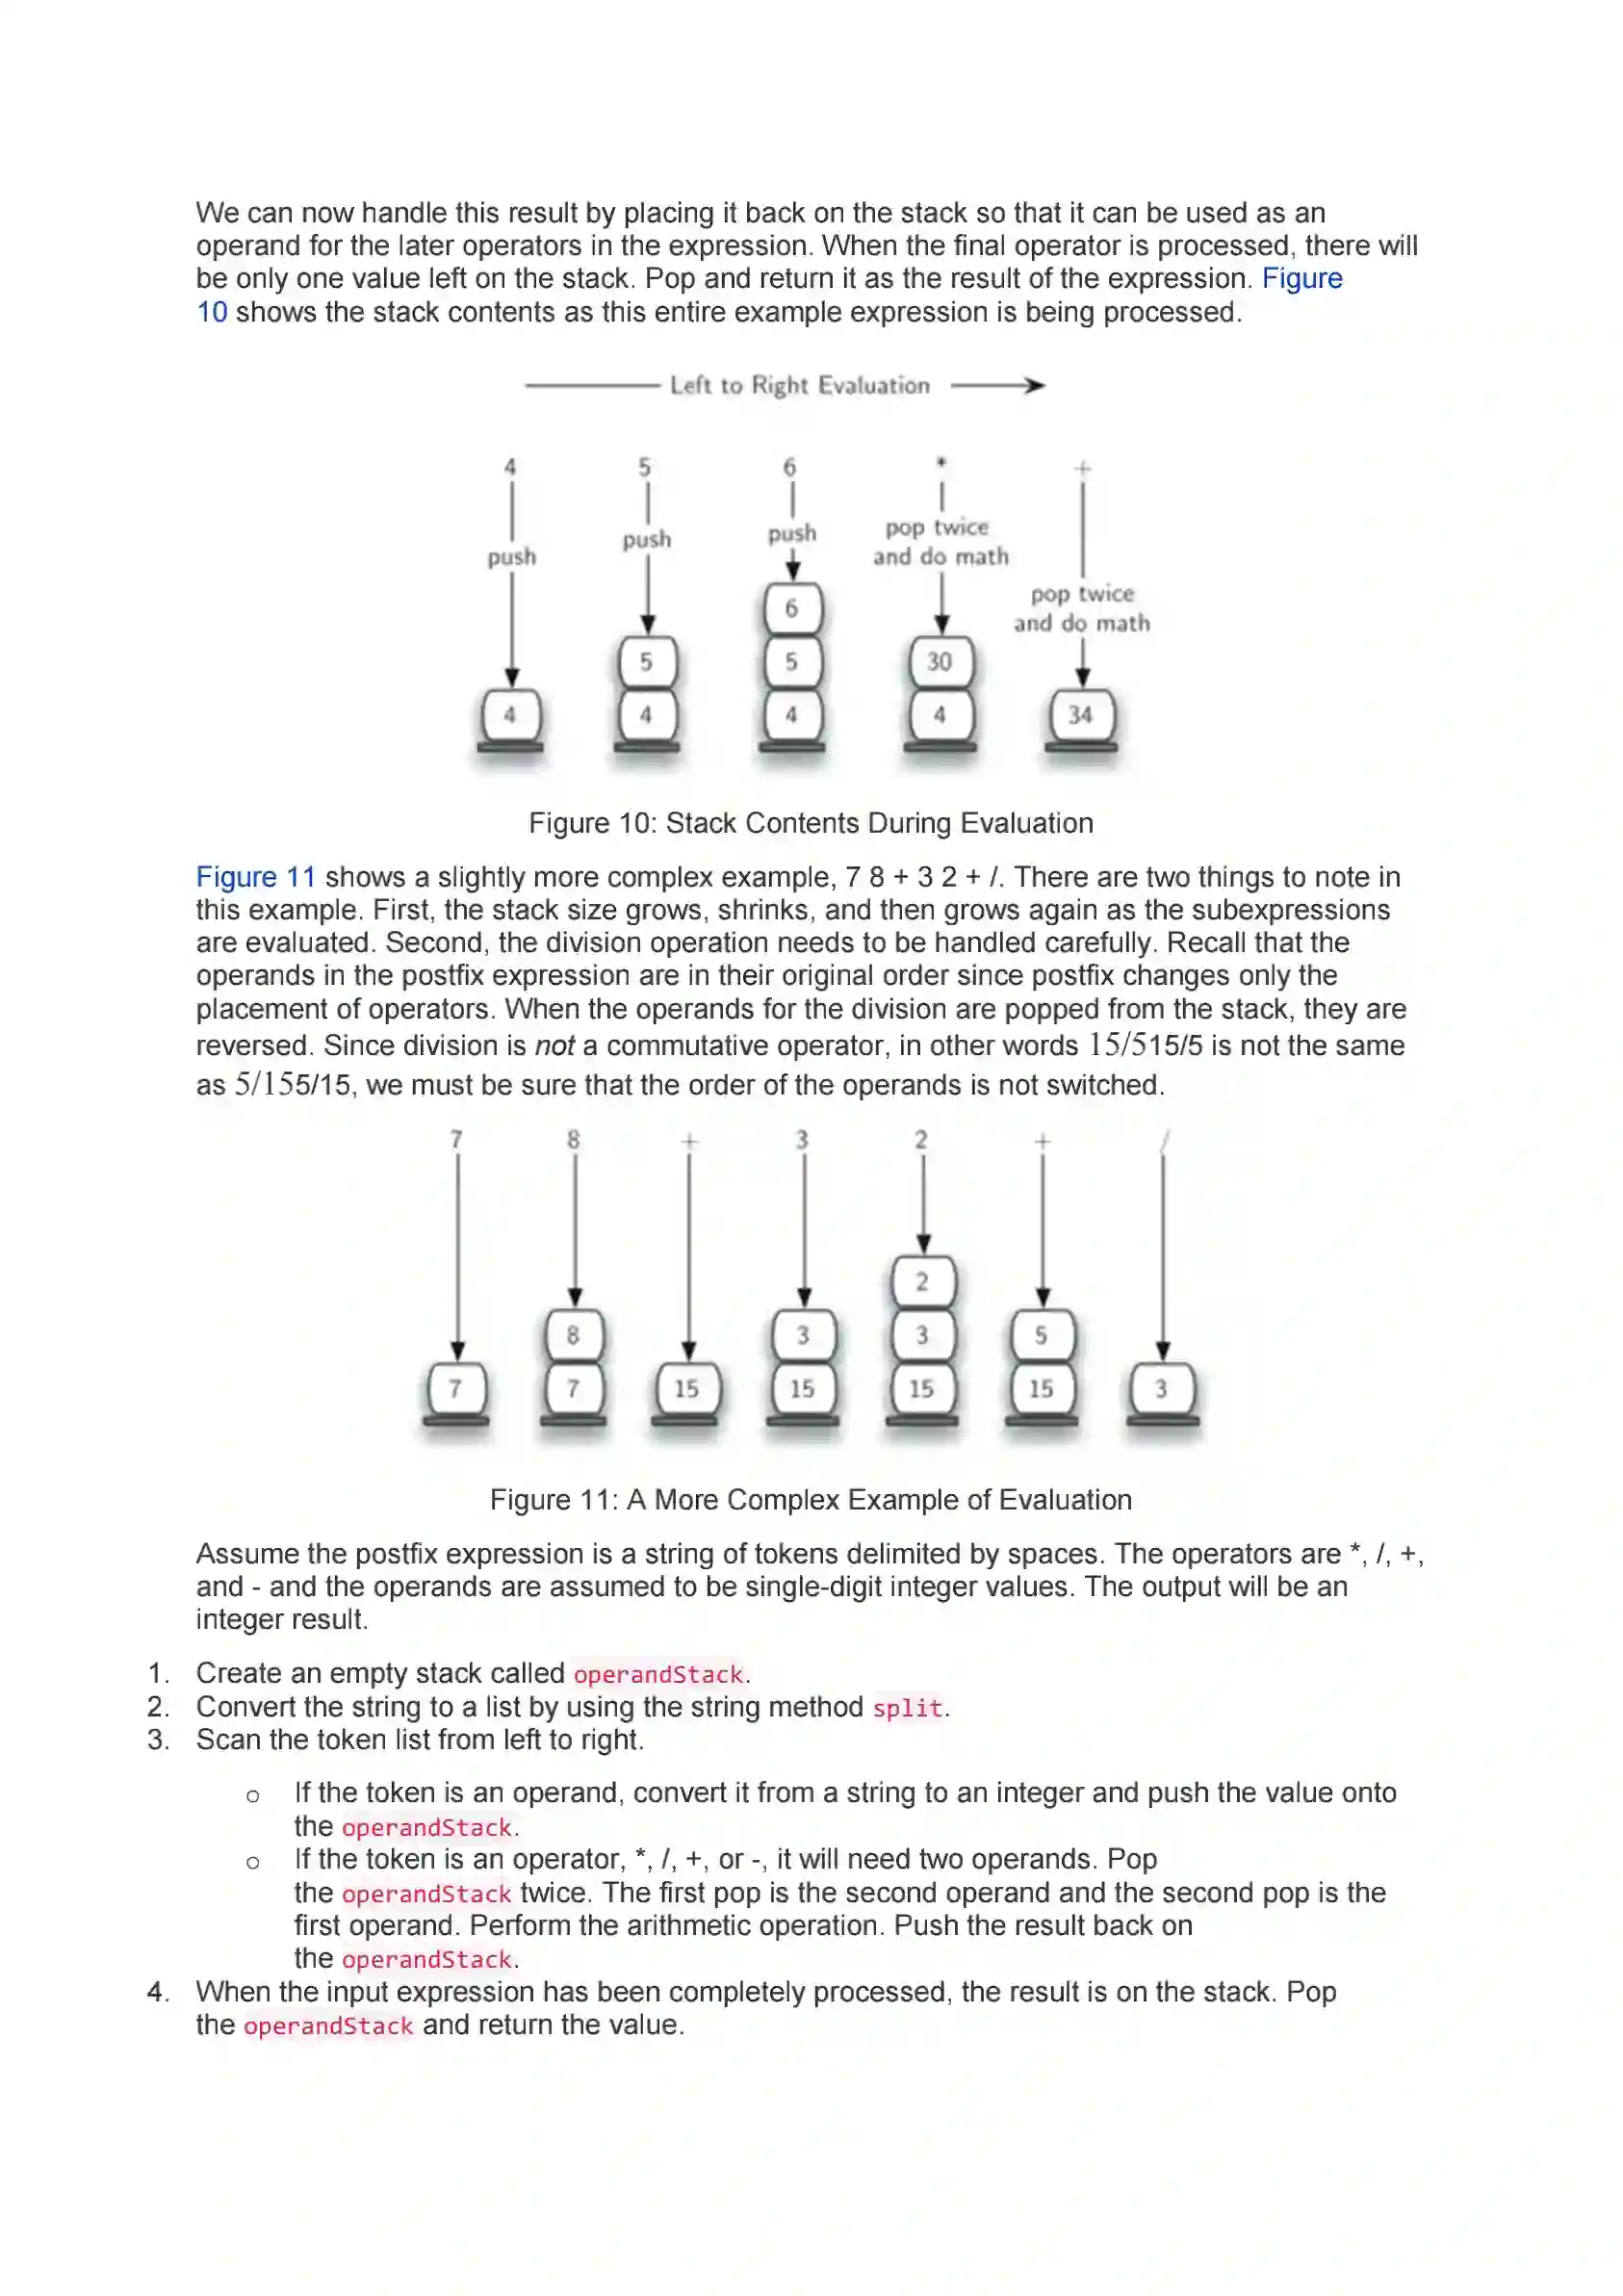 We can now handle this result by placing it back on the stack so that it can be used as an
operand for the later operators in the expression. When the final operator is processed, there will
be only one value left on the stack. Pop and return it as the result of the expression. Figure
10 shows the stack contents as this entire example expression is being processed.
Left to Right Evaluation
4 5 6 * +
push push push pop twice
and do math
pop twice
and do math
6
5 5 30
4 4 4 4 34
Figure 10: Stack Contents During Evaluation
Figure 11 shows a slightly more complex example, 7 8 + 3 2 + /. There are two things to note in
this example. First, the stack size grows, shrinks, and then grows again as the subexpressions
are evaluated. Second, the division operation needs to be handled carefully. Recall that the
operands in the postfix expression are in their original order since postfix changes only the
placement of operators. When the operands for the division are popped from the stack, they are
reversed. Since division is not a commutative operator, in other words 15/515/5 is not the same
as 5/155/15, we must be sure that the order of the operands is not switched.
7 8 + 3 2 + /
2
8 3 3 5
7 7 15 15 15 15 3
Figure 11: A More Complex Example of Evaluation
Assume the postfix expression is a string of tokens delimited by spaces. The operators are *, /, +,
and - and the operands are assumed to be single-digit integer values. The output will be an
integer result.
1. Create an empty stack called operandStack.
2. Convert the string to a list by using the string method split.
3. Scan the token list from left to right.
o If the token is an operand, convert it from a string to an integer and push the value onto
the operandStack.
o If the token is an operator, *, /, +, or -, it will need two operands. Pop
the operandStack twice. The first pop is the second operand and the second pop is the
first operand. Perform the arithmetic operation. Push the result back on
the operandStack.
4. When the input expression has been completely processed, the result is on the stack. Pop
the operandStack and return the value.